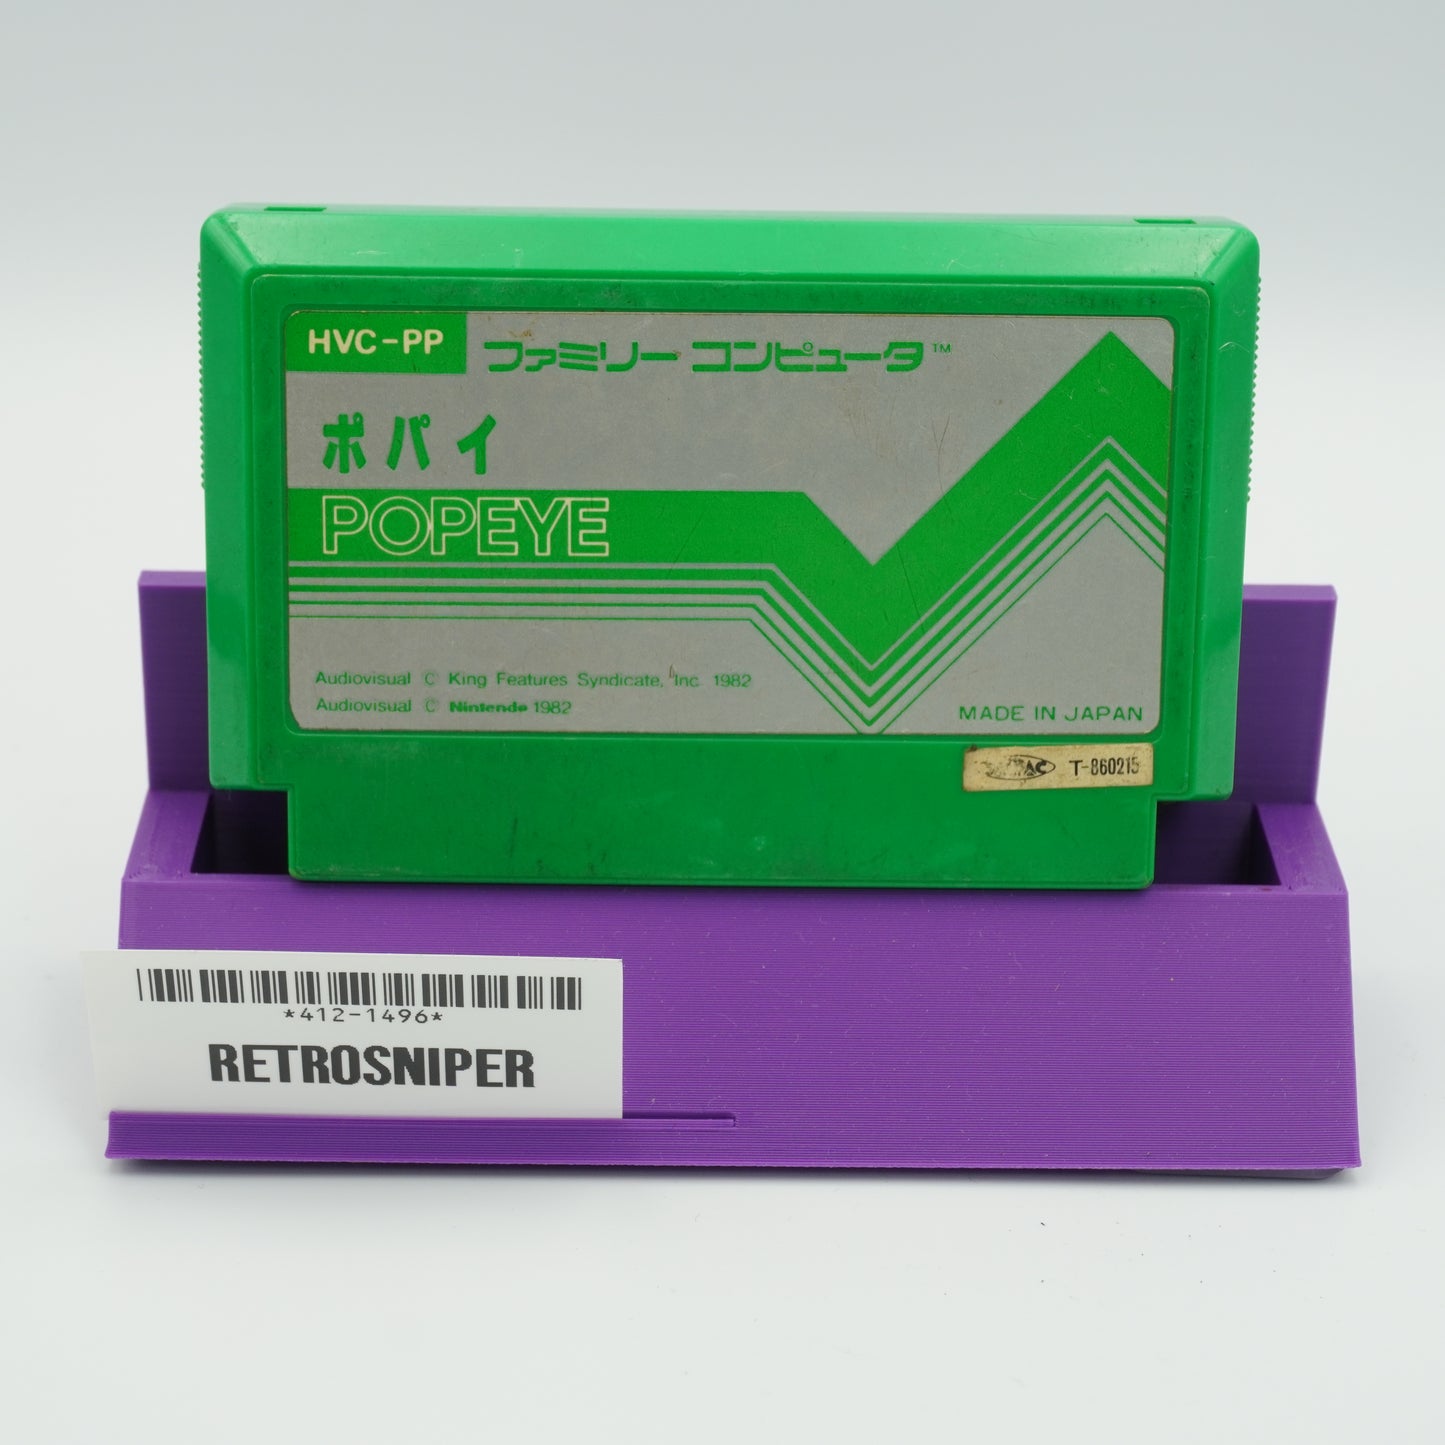 HVC-PP
ファミリーコンピュータ™
ポパイ
POPEYE
Audiovisual © King Features Syndicate, Inc. 1982
Audiovisual © Nintendo 1982
MADE IN JAPAN
T-860215
*412-1496*
RETROSNIPER